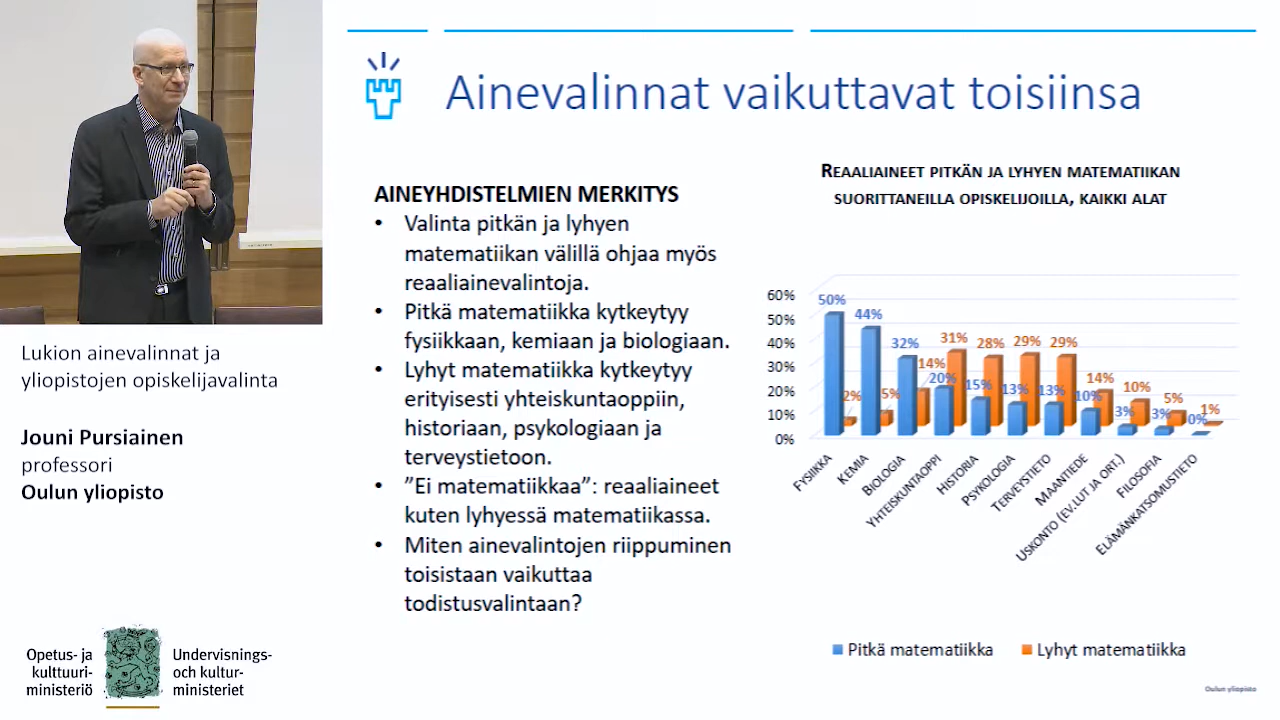 Lukion ainevalinnat ja
yliopistojen opiskelijavalinta
Jouni Pursiainen
professori
Oulun yliopisto
Opetus- ja
kulttuuri-
ministeriö
Undervisnings-
och kultur-
ministeriet
Ainevalinnat vaikuttavat toisiinsa
AINEYHDISTELMIEN MERKITYS
• Valinta pitkän ja lyhyen
matematiikan välillä ohjaa myös
reaaliainevalintoja.
• Pitkä matematiikka kytkeytyy
fysiikkaan, kemiaan ja biologiaan.
• Lyhyt matematiikka kytkeytyy
erityisesti yhteiskuntaoppiin,
historiaan, psykologiaan ja
terveystietoon.
• ”Ei matematiikkaa”: reaaliaineet
kuten lyhyessä matematiikassa.
• Miten ainevalintojen riippuminen
toisistaan vaikuttaa
todistusvalintaan?
REAALIAINEET PITKÄN JA LYHYEN MATEMATIIKAN
SUORITTANEILLA OPISKELIJOILLA, KAIKKI ALAT
60%
50%
40%
30%
20%
10%
0%
50% 44% 32% 20% 15% 13% 13% 10% 3% 3% 0%
2% 5% 14% 31% 28% 29% 29% 14% 10% 5% 1%
FYSIIKKA
KEMIA
BIOLOGIA
YHTEISKUNTAOPPI
HISTORIA
PSYKOLOGIA
TERVEYSTIETO
MAANTIEDE
USKONTO (EV.LUT JA ORT.)
FILOSOFIA
ELÄMÄNKATSOMUSTIETO
Pitkä matematiikka
Lyhyt matematiikka
Oulun yliopisto